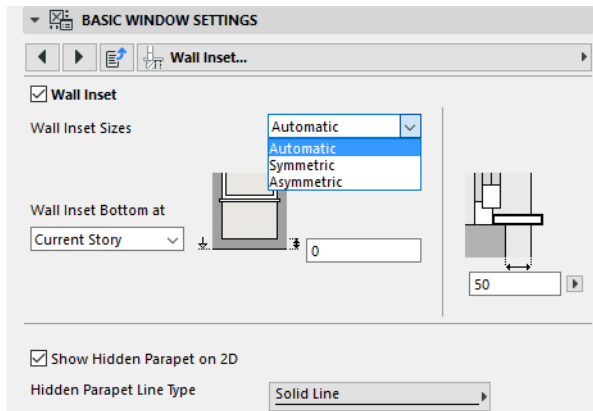 BASIC WINDOW SETTINGS
Wall Inset...
Wall Inset
Wall Inset Sizes
Automatic
Automatic
Symmetric
Asymmetric
Wall Inset Bottom at
Current Story
0
50
Show Hidden Parapet on 2D
Hidden Parapet Line Type
Solid Line